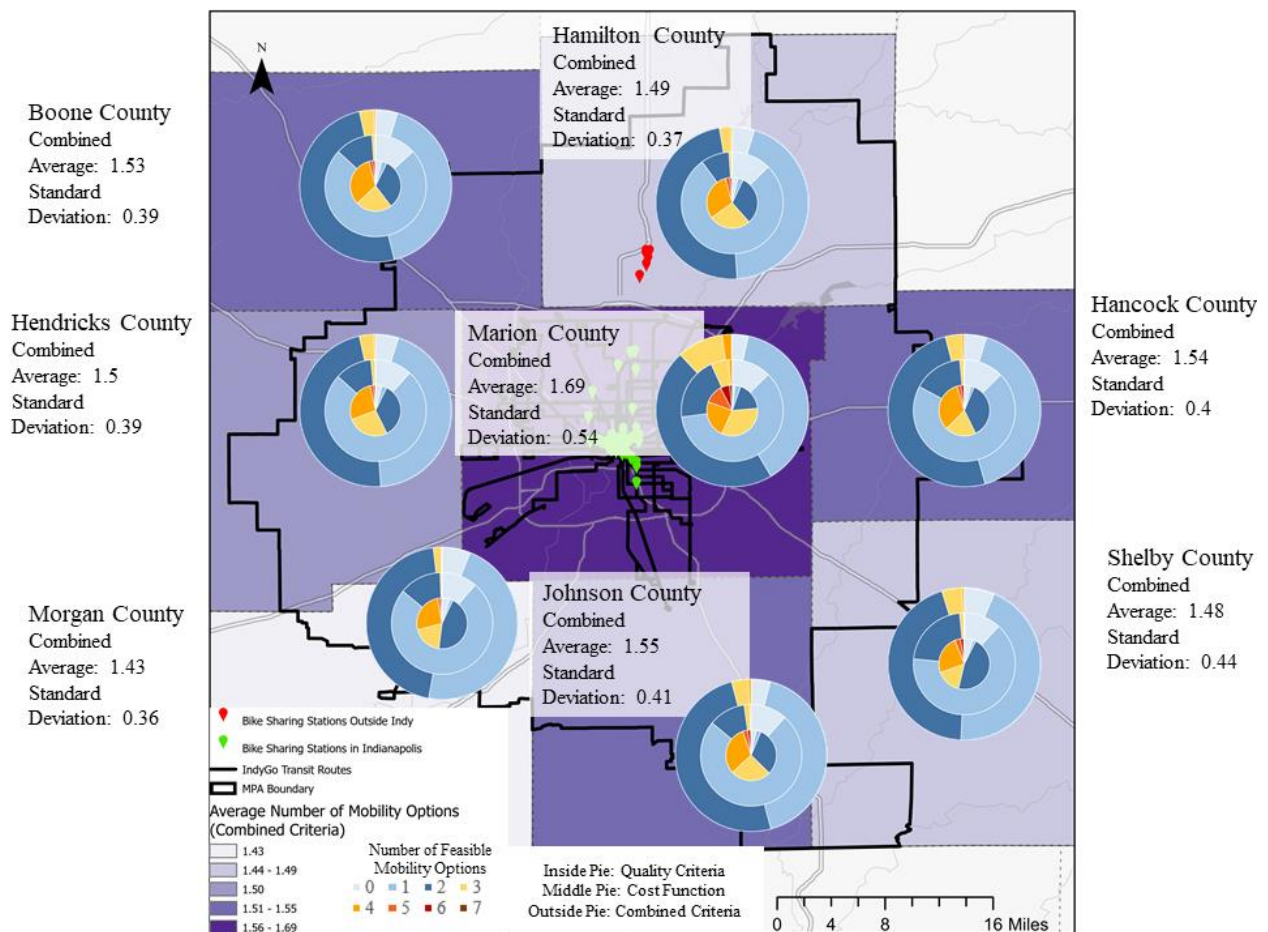 Hamilton County
Combined
Average: 1.49
Standard
Deviation: 0.37
N
Boone County
Combined
Average: 1.53
Standard
Deviation: 0.39
Hendricks County
Combined
Average: 1.5
Standard
Deviation: 0.39
Marion County
Combined
Average: 1.69
Standard
Deviation: 0.54
Hancock County
Combined
Average: 1.54
Standard
Deviation: 0.4
Morgan County
Combined
Average: 1.43
Standard
Deviation: 0.36
Johnson County
Combined
Average: 1.55
Standard
Deviation: 0.41
Shelby County
Combined
Average: 1.48
Standard
Deviation: 0.44
Bike Sharing Stations Outside Indy
Bike Sharing Stations in Indianapolis
IndyGo Transit Routes
MPA Boundary
Average Number of Mobility Options
(Combined Criteria)
1.43
1.44 - 1.49
1.50
1.51 - 1.55
1.56 - 1.69
Number of Feasible
Mobility Options
0 1 2 3
4 5 6 7
Inside Pie: Quality Criteria
Middle Pie: Cost Function
Outside Pie: Combined Criteria
0 4 8 16 Miles